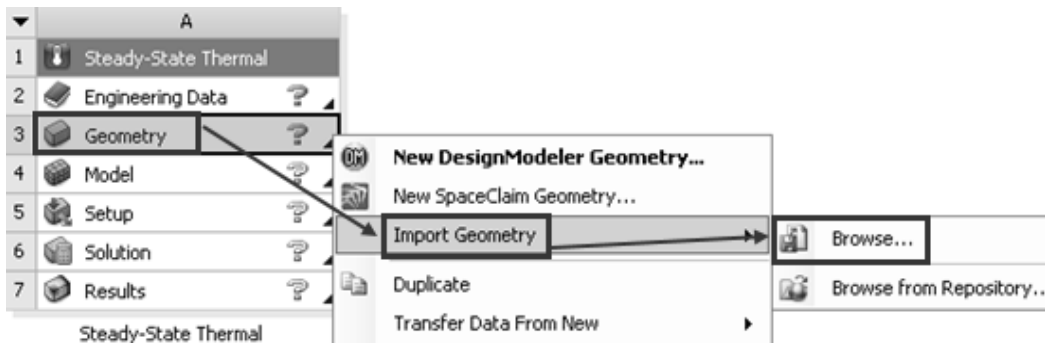 A
1 Steady-State Thermal
2 Engineering Data ?
3 Geometry ?
4 Model ?
5 Setup ?
6 Solution ?
7 Results ?
Steady-State Thermal
DM New DesignModeler Geometry...
New SpaceClaim Geometry...
Import Geometry
Duplicate
Transfer Data From New
Browse...
Browse from Repository..